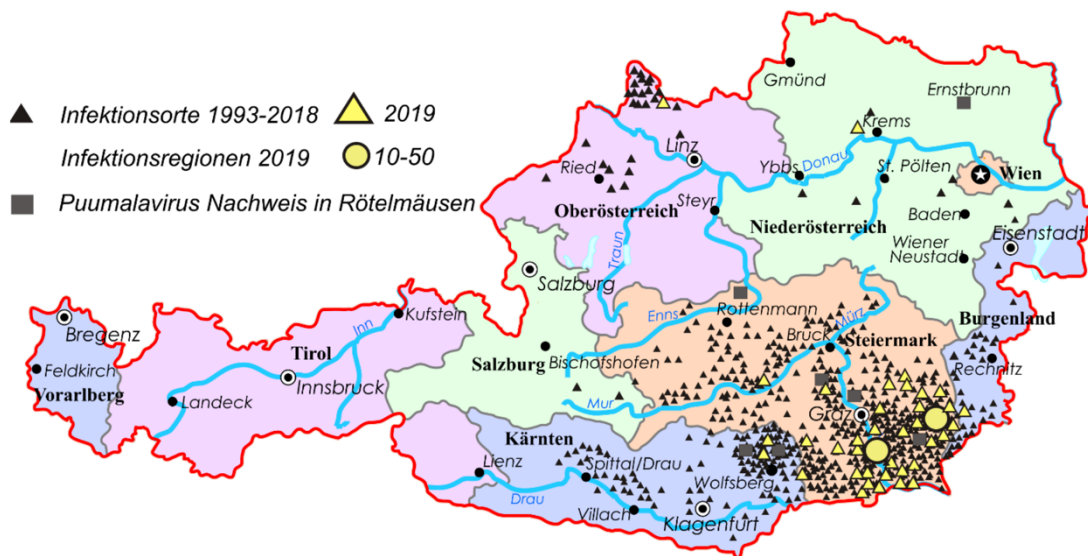 Infektionsorte 1993-2018
2019
Infektionsregionen 2019
10-50
Puumalavirus Nachweis in Rötelmäusen
Gmünd
Ernstbrunn
Krems
Linz
Ried
Ybbs
Donau
St. Pölten
Wien
Oberösterreich
Steyr
Niederösterreich
Baden
Eisenstadt
Wiener
Neustadt
Traun
Salzburg
Enns
Rottenmann
Mürz
Burgenland
Bregenz
Kufstein
Inn
Tirol
Bruck
Steiermark
Feldkirch
Vorarlberg
Innsbruck
Salzburg
Bischofshofen
Rechnitz
Landeck
Mur
Graz
Kärnten
Lienz
Spittal/Drau
Wolfsberg
Drau
Villach
Klagenfurt